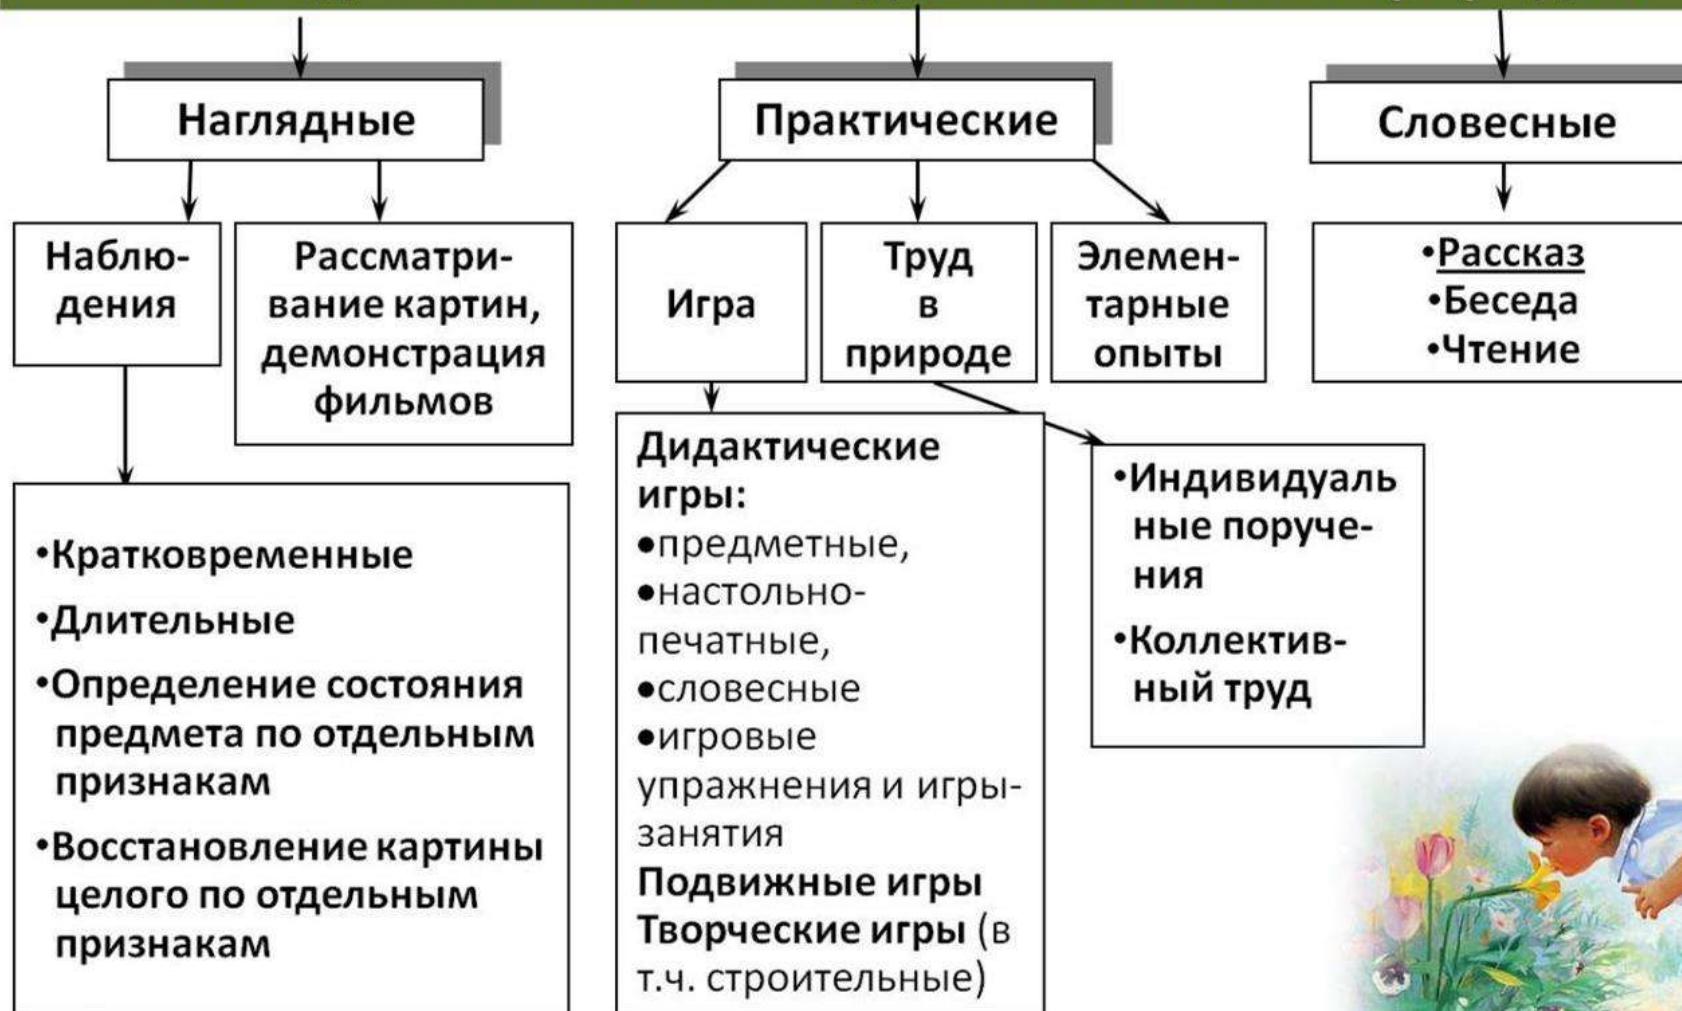 Наглядные
Практические
Словесные
Наблю-
дения
Рассматри-
вание картин,
демонстрация
фильмов
Игра
Труд
в
природе
Элемен-
тарные
опыты
•Рассказ
•Беседа
•Чтение
•Кратковременные
•Длительные
•Определение состояния
предмета по отдельным
признакам
•Восстановление картины
целого по отдельным
признакам
Дидактические
игры:
•предметные,
•настольно-
печатные,
•словесные
•игровые
упражнения и игры-
занятия
Подвижные игры
Творческие игры (в
т.ч. строительные)
•Индивидуаль
ные поруче-
ния
•Коллектив-
ный труд